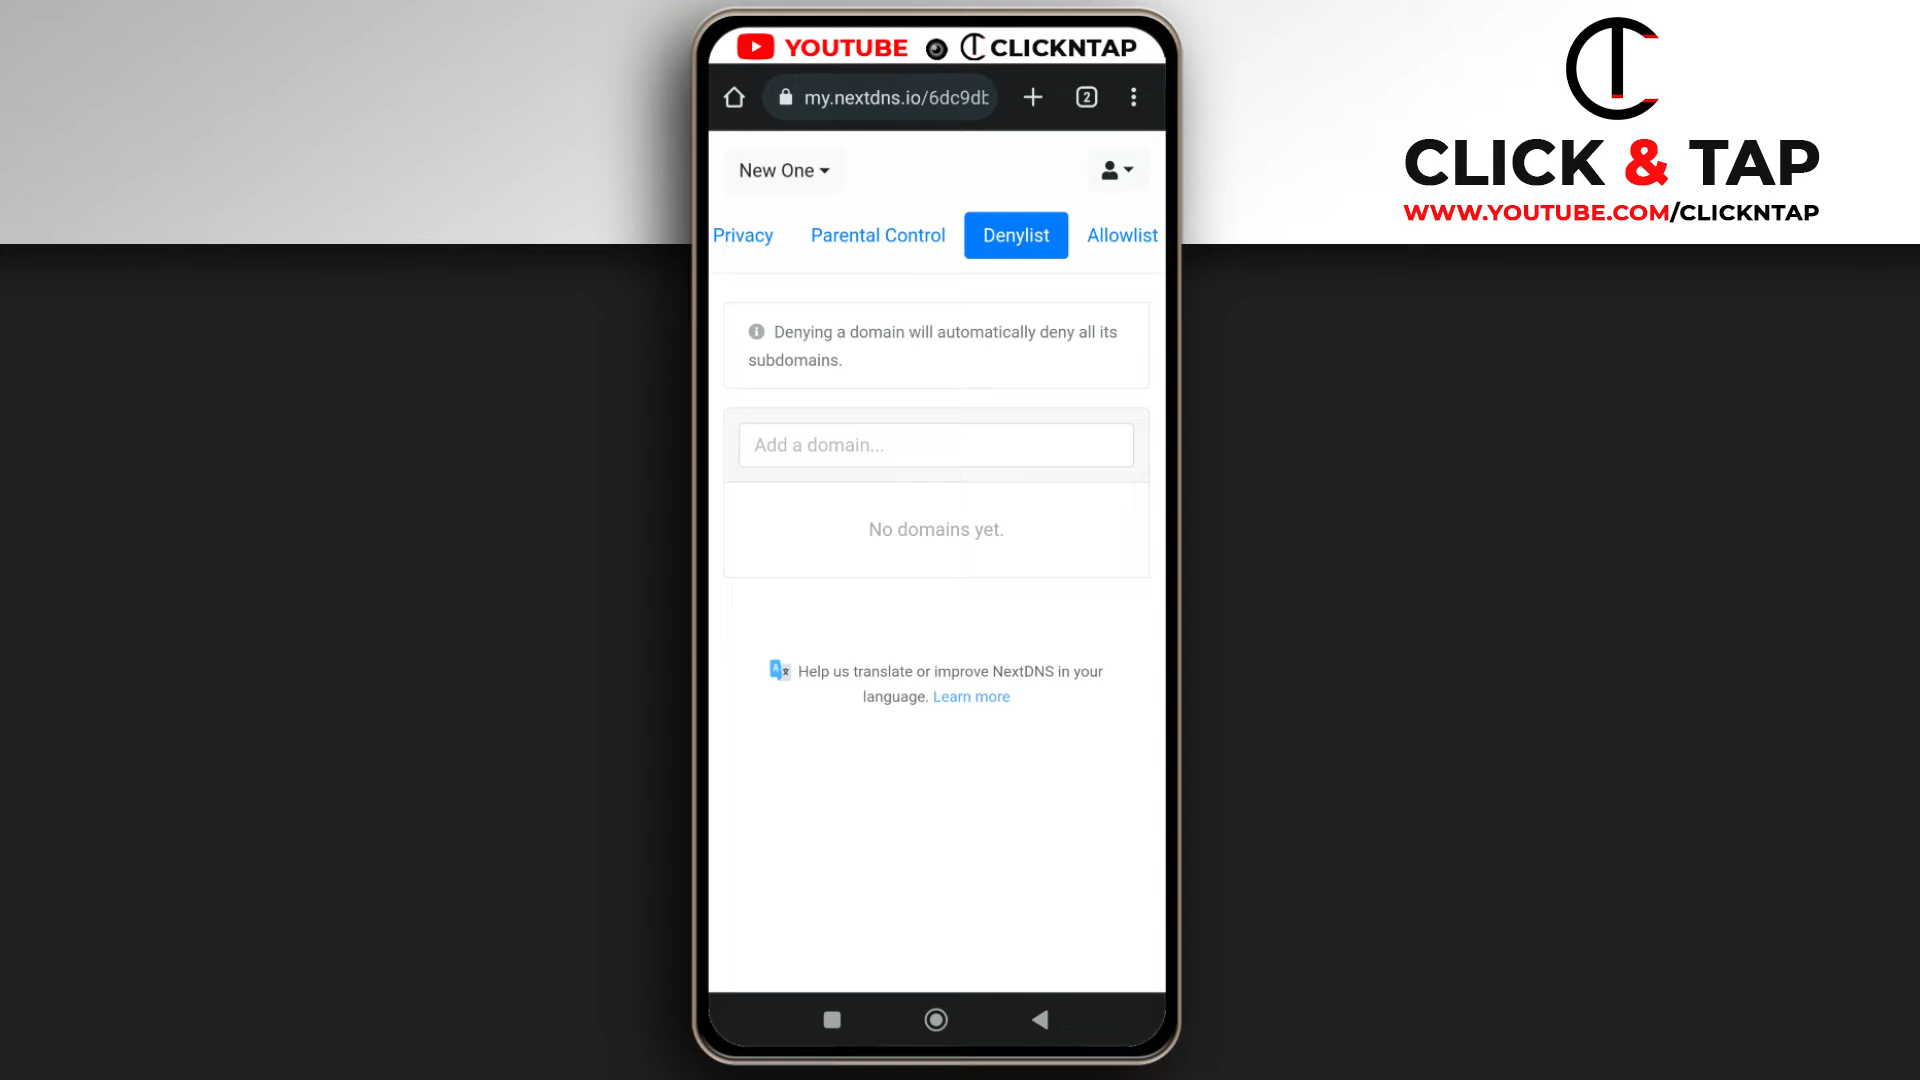 YOUTUBE CLICKNTAP
my.nextdns.io/6dc9db
2
New One
Privacy
Parental Control
Denylist
Allowlist
Denying a domain will automatically deny all its
subdomains.
Add a domain...
No domains yet.
Help us translate or improve NextDNS in your
language. Learn more
CLICK & TAP
WWW.YOUTUBE.COM/CLICKNTAP